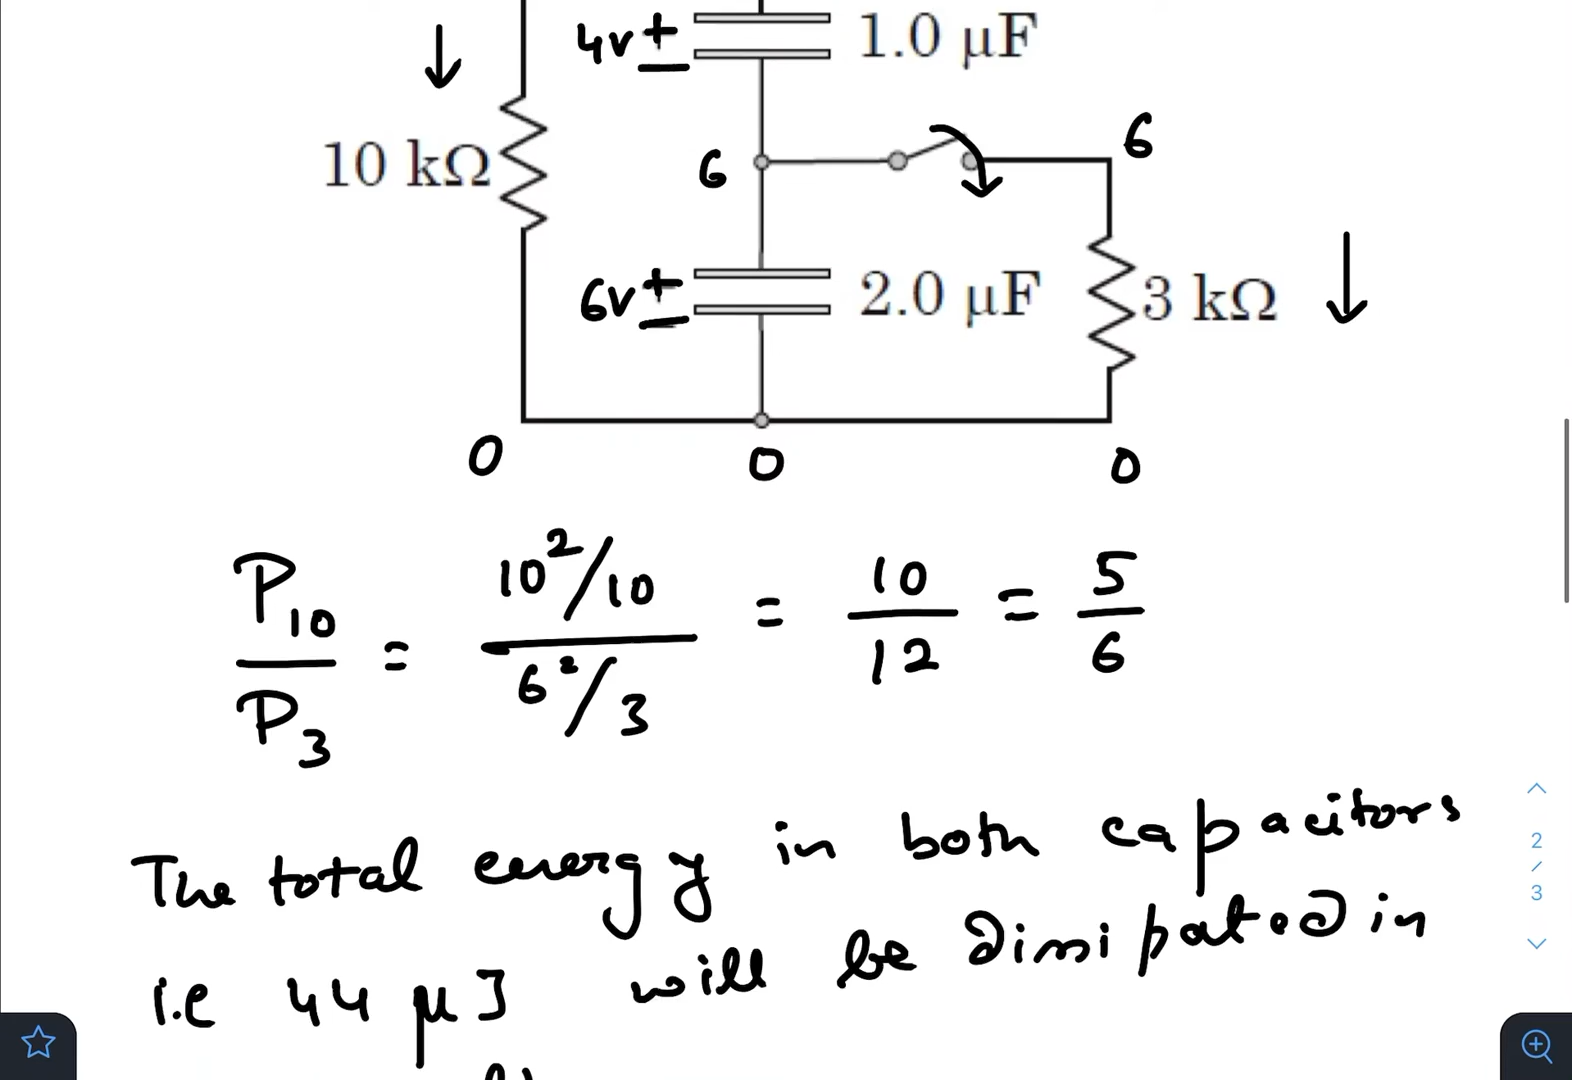 4v + − 1.0 μF
10 kΩ
6
6
6v + − 2.0 μF
3 kΩ
0 0 0
P10 / P3 = (10²/10) / (6²/3) = 10/12 = 5/6
The total energy in both capacitors
i.e 44 μJ will be dissipated in
2/3